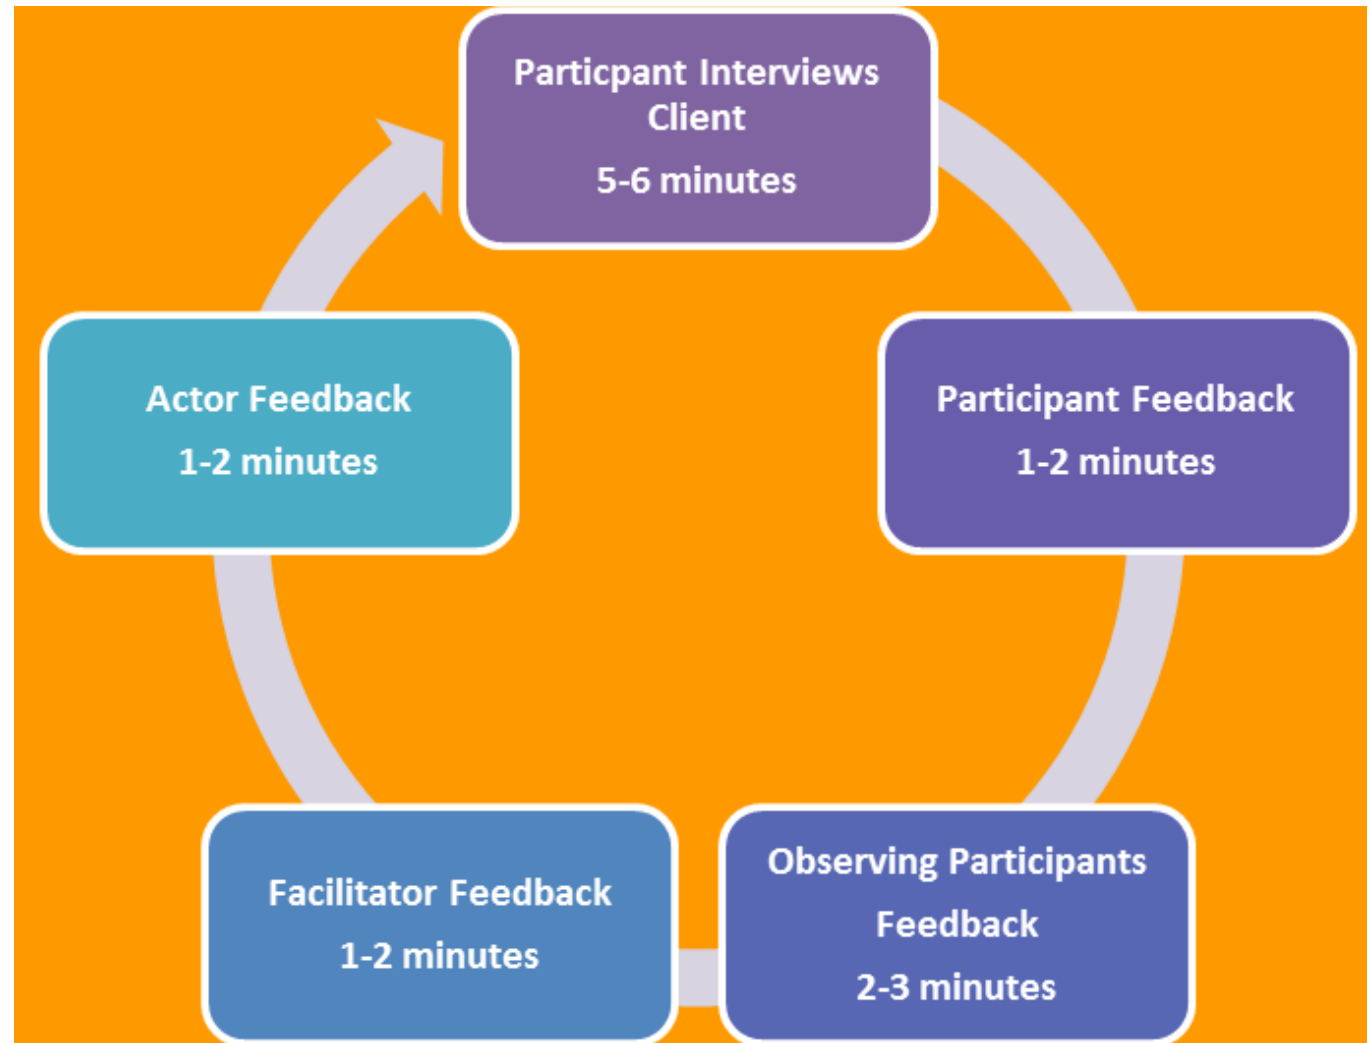 Particpant Interviews
Client
5-6 minutes
Participant Feedback
1-2 minutes
Observing Participants
Feedback
2-3 minutes
Facilitator Feedback
1-2 minutes
Actor Feedback
1-2 minutes